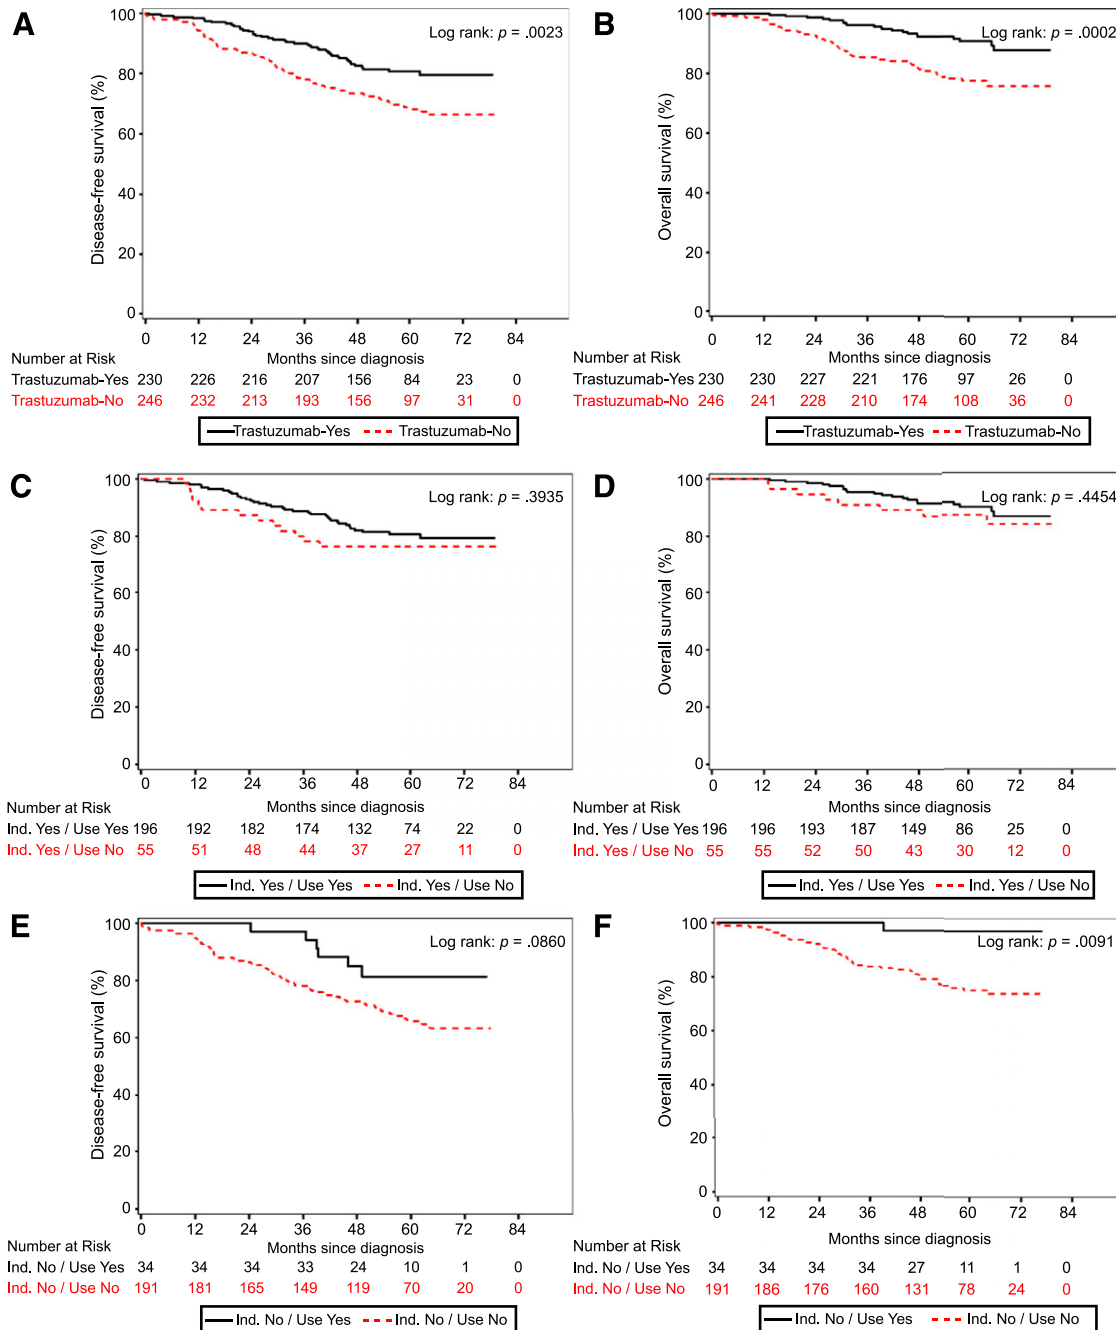 A
Log rank: p = .0023
Disease-free survival (%)
100
80
60
40
20
0
0 12 24 36 48 60 72 84
Months since diagnosis
Number at Risk
Trastuzumab-Yes 230 226 216 207 156 84 23 0
Trastuzumab-No 246 232 213 193 156 97 31 0
Trastuzumab-Yes Trastuzumab-No
B
Log rank: p = .0002
Overall survival (%)
100
80
60
40
20
0
0 12 24 36 48 60 72 84
Months since diagnosis
Number at Risk
Trastuzumab-Yes 230 230 227 221 176 97 26 0
Trastuzumab-No 246 241 228 210 174 108 36 0
Trastuzumab-Yes Trastuzumab-No
C
Log rank: p = .3935
Disease-free survival (%)
100
80
60
40
20
0
0 12 24 36 48 60 72 84
Months since diagnosis
Number at Risk
Ind. Yes / Use Yes 196 192 182 174 132 74 22 0
Ind. Yes / Use No 55 51 48 44 37 27 11 0
Ind. Yes / Use Yes Ind. Yes / Use No
D
Log rank: p = .4454
Overall survival (%)
100
80
60
40
20
0
0 12 24 36 48 60 72 84
Months since diagnosis
Number at Risk
Ind. Yes / Use Yes 196 196 193 187 149 86 25 0
Ind. Yes / Use No 55 55 52 50 43 30 12 0
Ind. Yes / Use Yes Ind. Yes / Use No
E
Log rank: p = .0860
Disease-free survival (%)
100
80
60
40
20
0
0 12 24 36 48 60 72 84
Months since diagnosis
Number at Risk
Ind. No / Use Yes 34 34 34 33 24 10 1 0
Ind. No / Use No 191 181 165 149 119 70 20 0
Ind. No / Use Yes Ind. No / Use No
F
Log rank: p = .0091
Overall survival (%)
100
80
60
40
20
0
0 12 24 36 48 60 72 84
Months since diagnosis
Number at Risk
Ind. No / Use Yes 34 34 34 34 27 11 1 0
Ind. No / Use No 191 186 176 160 131 78 24 0
Ind. No / Use Yes Ind. No / Use No